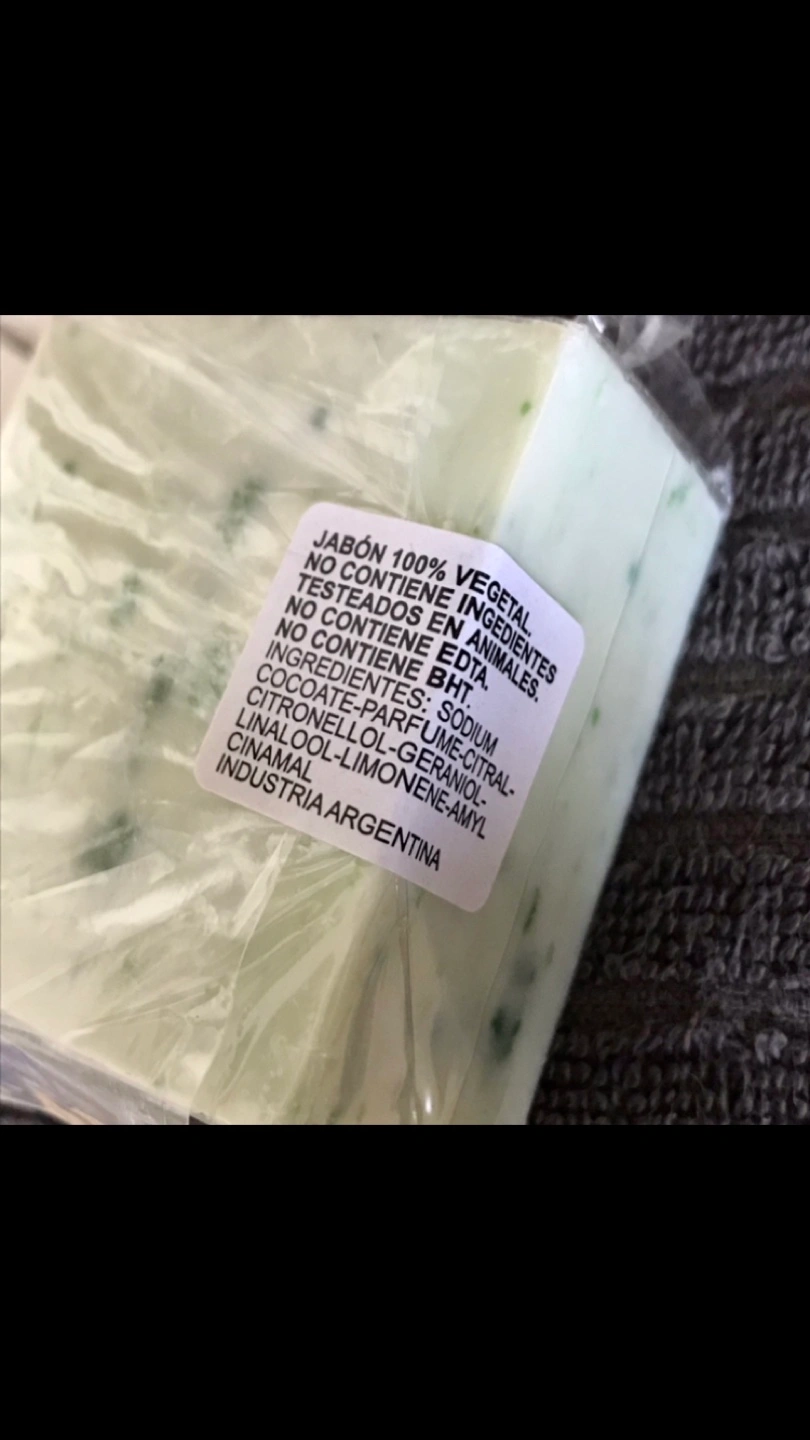 JABÓN 100% VEGETAL.
NO CONTIENE INGEDIENTES
TESTEADOS EN ANIMALES.
NO CONTIENE EDTA.
NO CONTIENE BHT.
INGREDIENTES: SODIUM
COCOATE-PARFUME-CITRAL-
CITRONELLOL-GERANIOL-
LINALOOL-LIMONENE-AMYL
CINAMAL
INDUSTRIA ARGENTINA